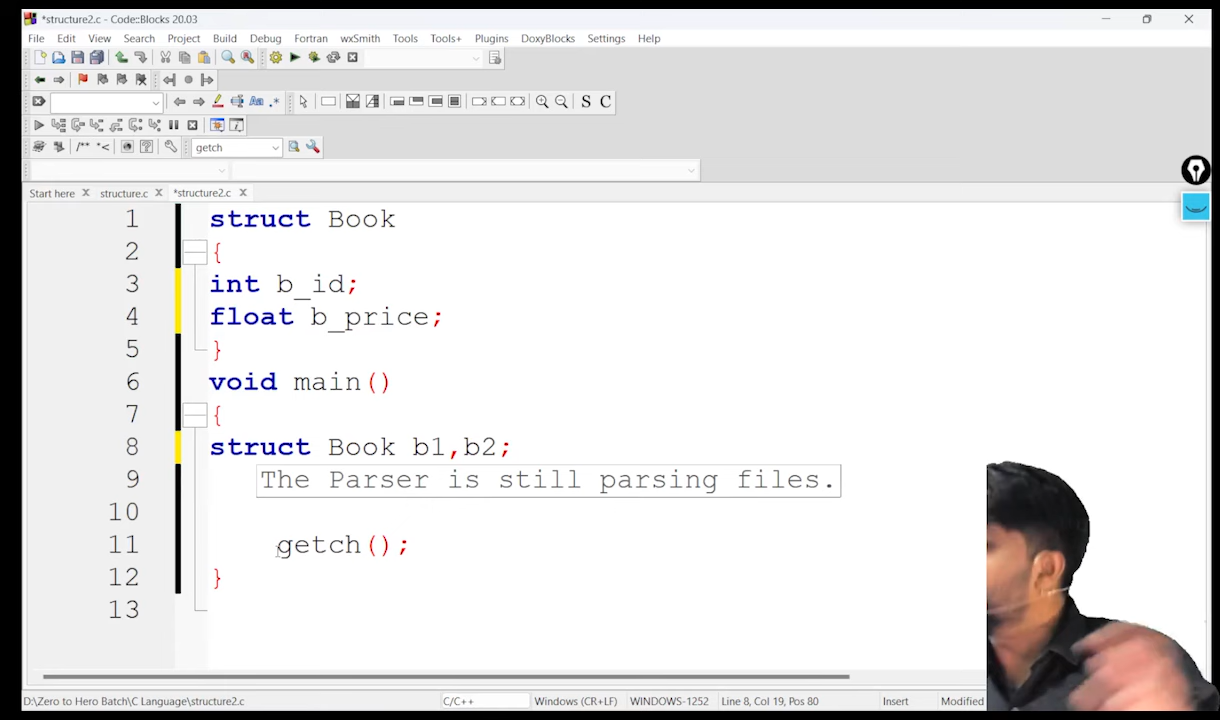 *structure2.c - Code::Blocks 20.03
File Edit View Search Project Build Debug Fortran wxSmith Tools Tools+ Plugins DoxyBlocks Settings Help
S C
/** *<
getch
Start here structure.c *structure2.c
1 struct Book
2 {
3 int b_id;
4 float b_price;
5 }
6 void main()
7 {
8 struct Book b1,b2;
9 The Parser is still parsing files.
10
11 getch();
12 }
13
D:\Zero to Hero Batch\C Language\structure2.c C/C++ Windows (CR+LF) WINDOWS-1252 Line 8, Col 19, Pos 80 Insert Modified